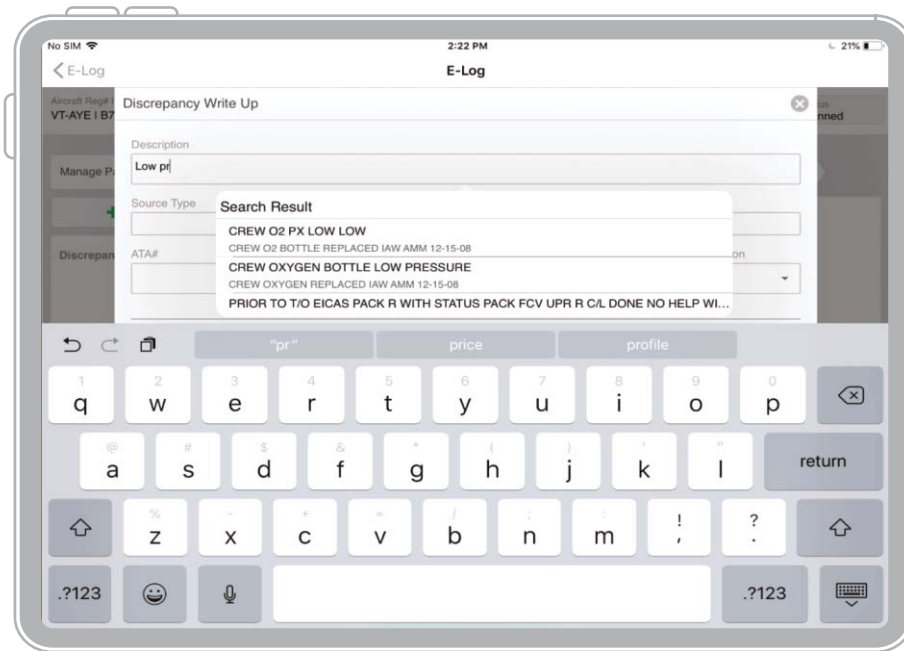 No SIM 2:22 PM 21%
E-Log E-Log
Aircraft Reg#
VT-AYE | B7
Discrepancy Write Up
us
nned
Description
Low pr
Manage Pa
Source Type
Search Result
CREW O2 PX LOW LOW
CREW O2 BOTTLE REPLACED IAW AMM 12-15-08
Discrepan
ATA#
on
CREW OXYGEN BOTTLE LOW PRESSURE
CREW OXYGEN REPLACED IAW AMM 12-15-08
PRIOR TO T/O EICAS PACK R WITH STATUS PACK FCV UPR R C/L DONE NO HELP WI...
"pr" price profile
1 2 3 4 5 6 7 8 9 0
q w e r t y u i o p
@ # $ & * ( ) ' "
a s d f g h j k l return
% - + = / ; : ! ?
z x c v b n m , .
.?123 .?123